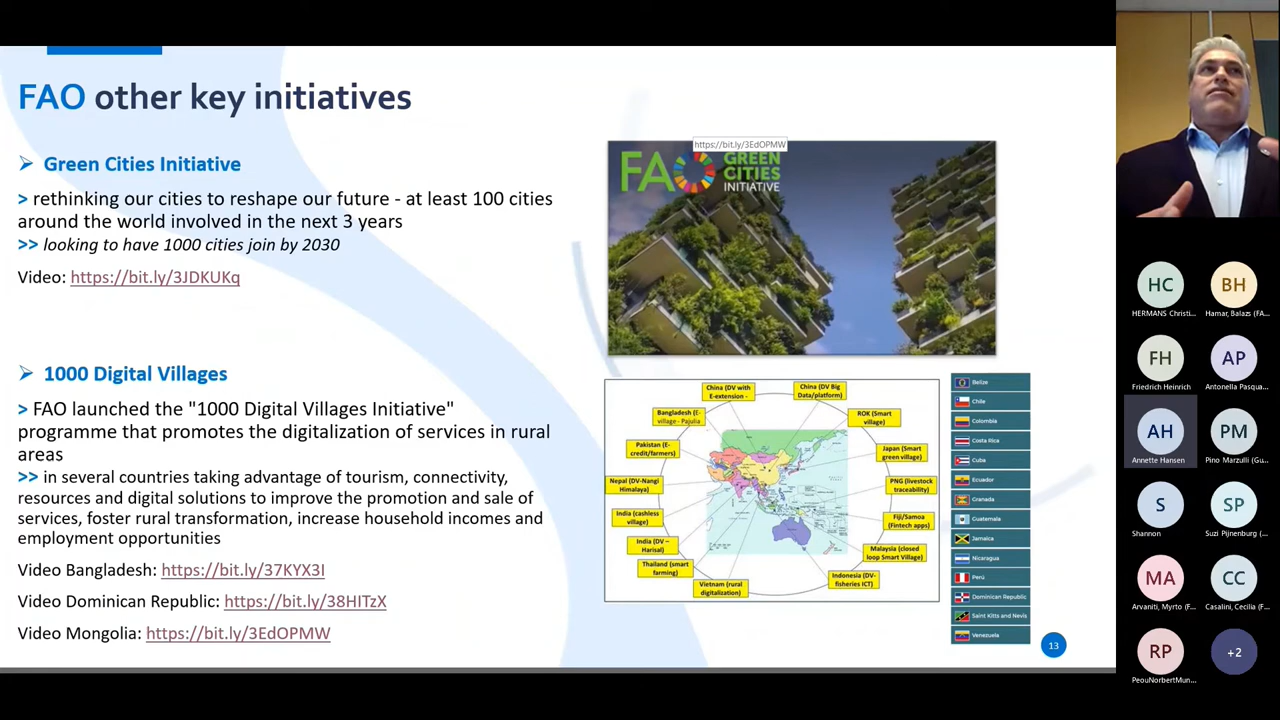 FAO other key initiatives
➢ Green Cities Initiative
> rethinking our cities to reshape our future - at least 100 cities
around the world involved in the next 3 years
>> looking to have 1000 cities join by 2030
Video: https://bit.ly/3JDKUKq
➢ 1000 Digital Villages
> FAO launched the "1000 Digital Villages Initiative"
programme that promotes the digitalization of services in rural
areas
>> in several countries taking advantage of tourism, connectivity,
resources and digital solutions to improve the promotion and sale of
services, foster rural transformation, increase household incomes and
employment opportunities
Video Bangladesh:
Video Dominican Republic: https://bit.ly/38HITzX
Video Mongolia: https://bit.ly/3EdOPMW
https://bit.ly/3EdOPMW
FAO GREEN
CITIES
INITIATIVE
China (DV with
E-extension -
China (DV Big
Data/platform)
Bangladesh (E-
village - Pajulia
ROK (Smart
village)
Pakistan (E-
credit/farmers)
Japan (Smart
green village)
Nepal (DV-Nangi
Himalaya)
PNG (livestock
traceability)
India (cashless
village)
Fiji/Samoa
(Fintech apps)
India (DV –
Harisal)
Malaysia (closed
loop Smart Village)
Thailand (smart
farming)
Indonesia (DV-
fisheries ICT)
Vietnam (rural
digitalization)
Belize
Chile
Colombia
Costa Rica
Cuba
Ecuador
Granada
Guatemala
Jamaica
Nicaragua
Perú
Dominican Republic
Saint Kitts and Nevis
Venezuela
13
HC
HERMANS Christi...
BH
Hamar, Balazs (FA...
FH
Friedrich Heinrich
AP
Antonella Pasqua...
AH
Annette Hansen
PM
Pino Marzulli (Gu...
S
Shannon
SP
Suzi Pijnenburg (...
MA
Arvaniti, Myrto (F...
CC
Casalini, Cecilia (F...
RP
PeouNorbertMun...
+2